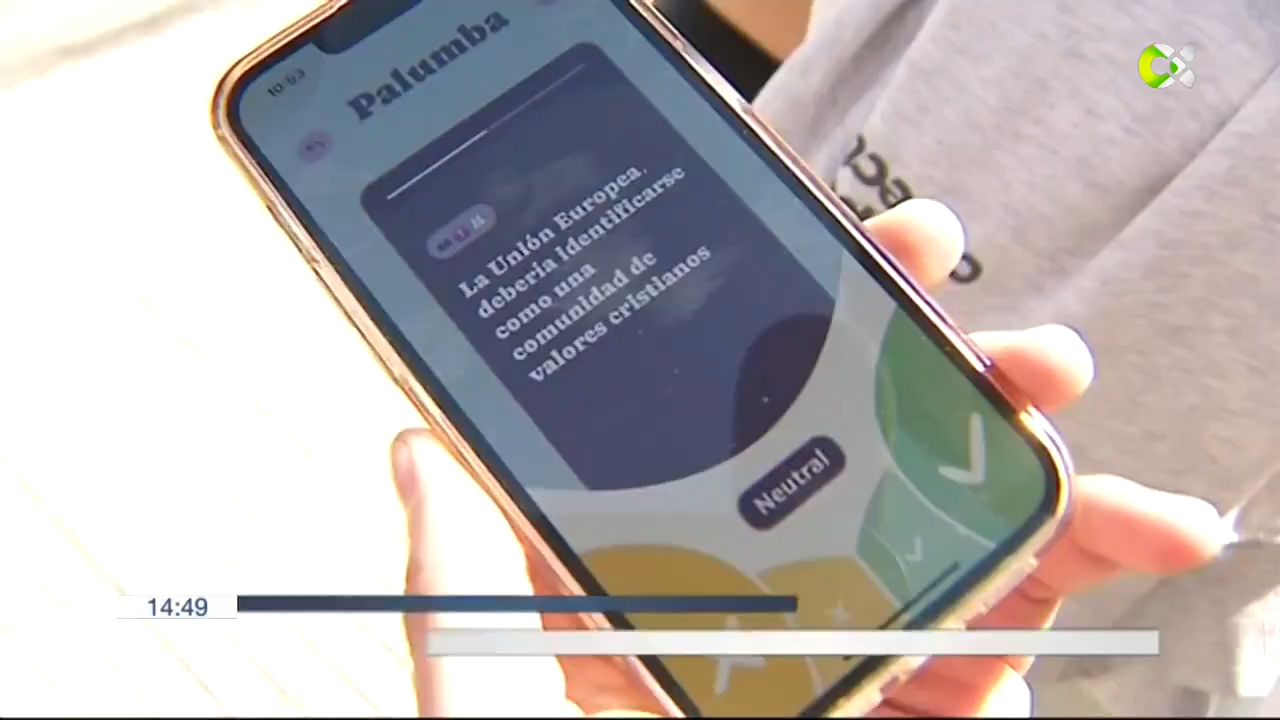 10:03
Palumba
La Unión Europea,
debería identificarse
como una
comunidad de
valores cristianos
Neutral
14:49